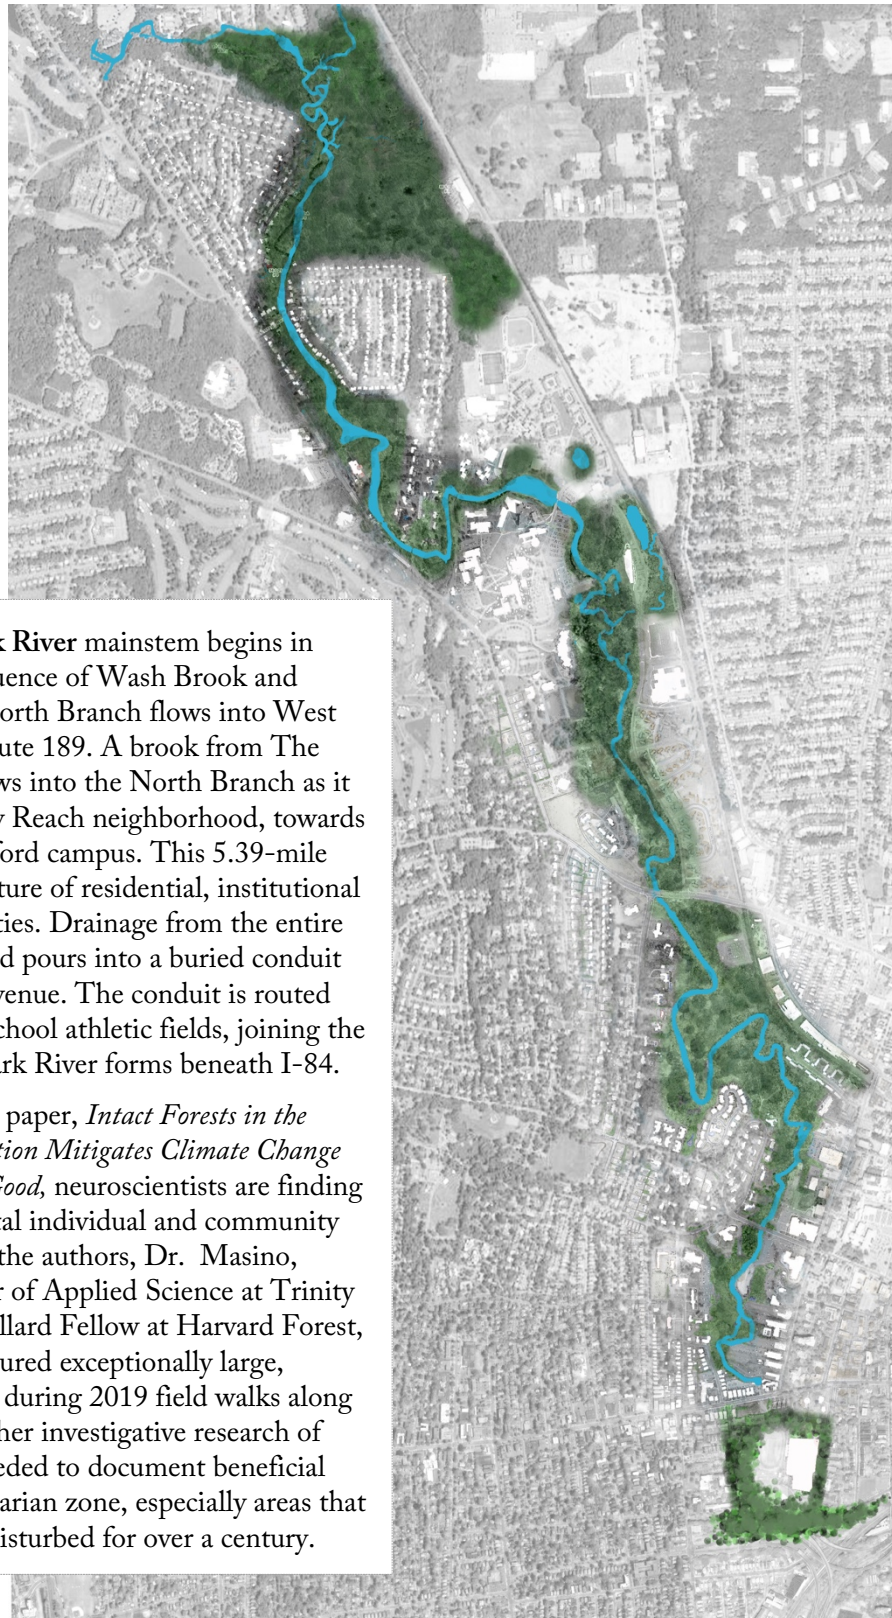 k River mainstem begins in
uence of Wash Brook and
orth Branch flows into West
ute 189. A brook from The
ws into the North Branch as it
y Reach neighborhood, towards
ford campus. This 5.39-mile
ture of residential, institutional
ties. Drainage from the entire
d pours into a buried conduit
venue. The conduit is routed
school athletic fields, joining the
ark River forms beneath I-84.
paper, Intact Forests in the
tion Mitigates Climate Change
Good, neuroscientists are finding
tal individual and community
the authors, Dr. Masino,
r of Applied Science at Trinity
llard Fellow at Harvard Forest,
ured exceptionally large,
during 2019 field walks along
her investigative research of
eded to document beneficial
arian zone, especially areas that
disturbed for over a century.